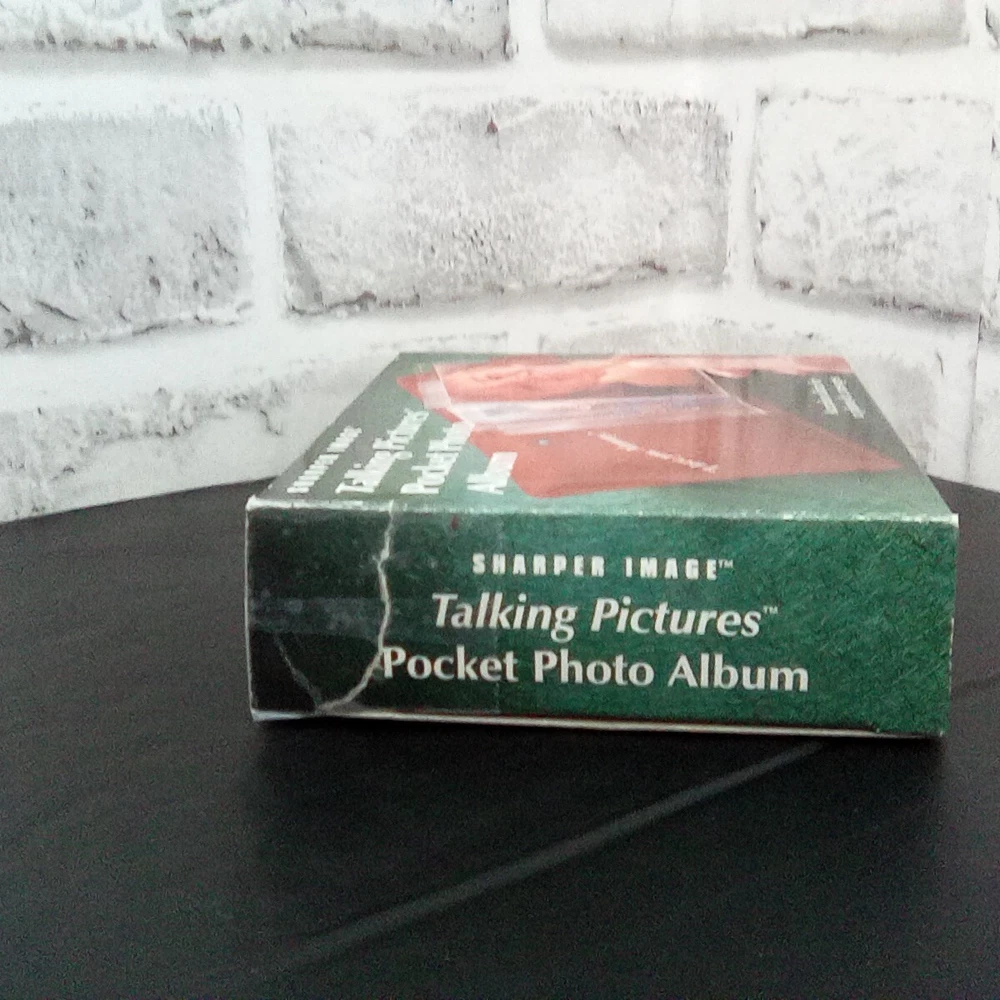 SHARPER IMAGE
Talking Pictures
Pocket Photo
Album
SHARPER IMAGE™
Talking Pictures™
Pocket Photo Album